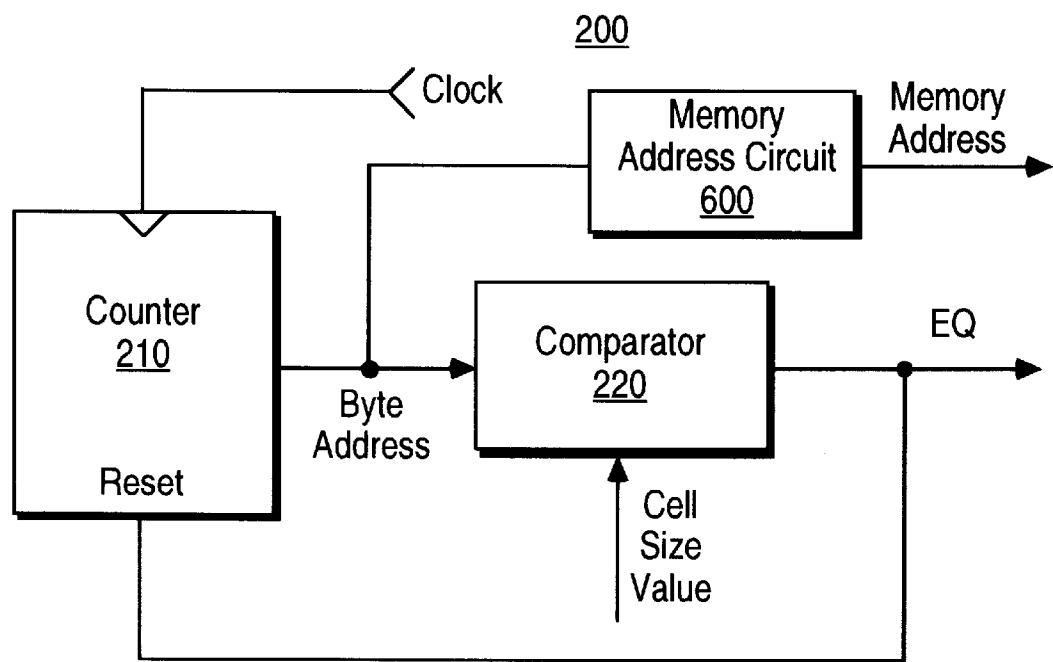 200
Clock
Memory
Address Circuit
600
Memory
Address
Counter
210
Reset
Byte
Address
Comparator
220
EQ
Cell
Size
Value